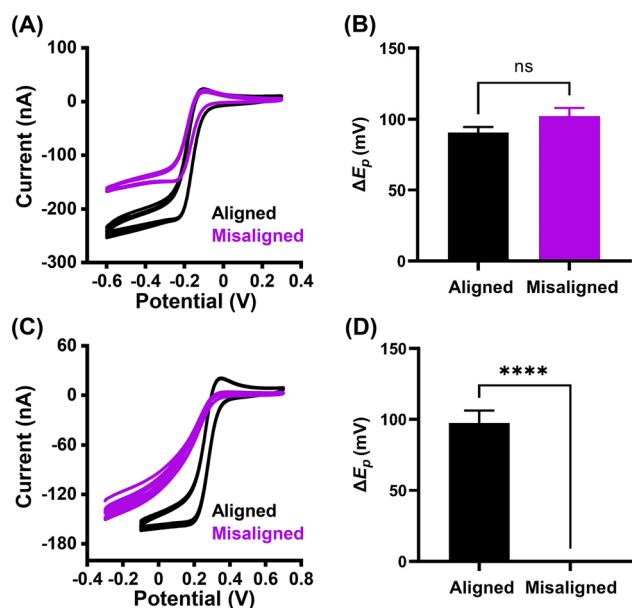 (A)
100
0
-100
-200
-300
Current (nA)
Aligned
Misaligned
-0.6 -0.4 -0.2 0 0.2 0.4
Potential (V)
(B)
150
100
50
0
ΔEp (mV)
ns
Aligned Misaligned
(C)
60
0
-60
-120
-180
Current (nA)
Aligned
Misaligned
-0.4 -0.2 0 0.2 0.4 0.6 0.8
Potential (V)
(D)
150
100
50
0
ΔEp (mV)
****
Aligned Misaligned